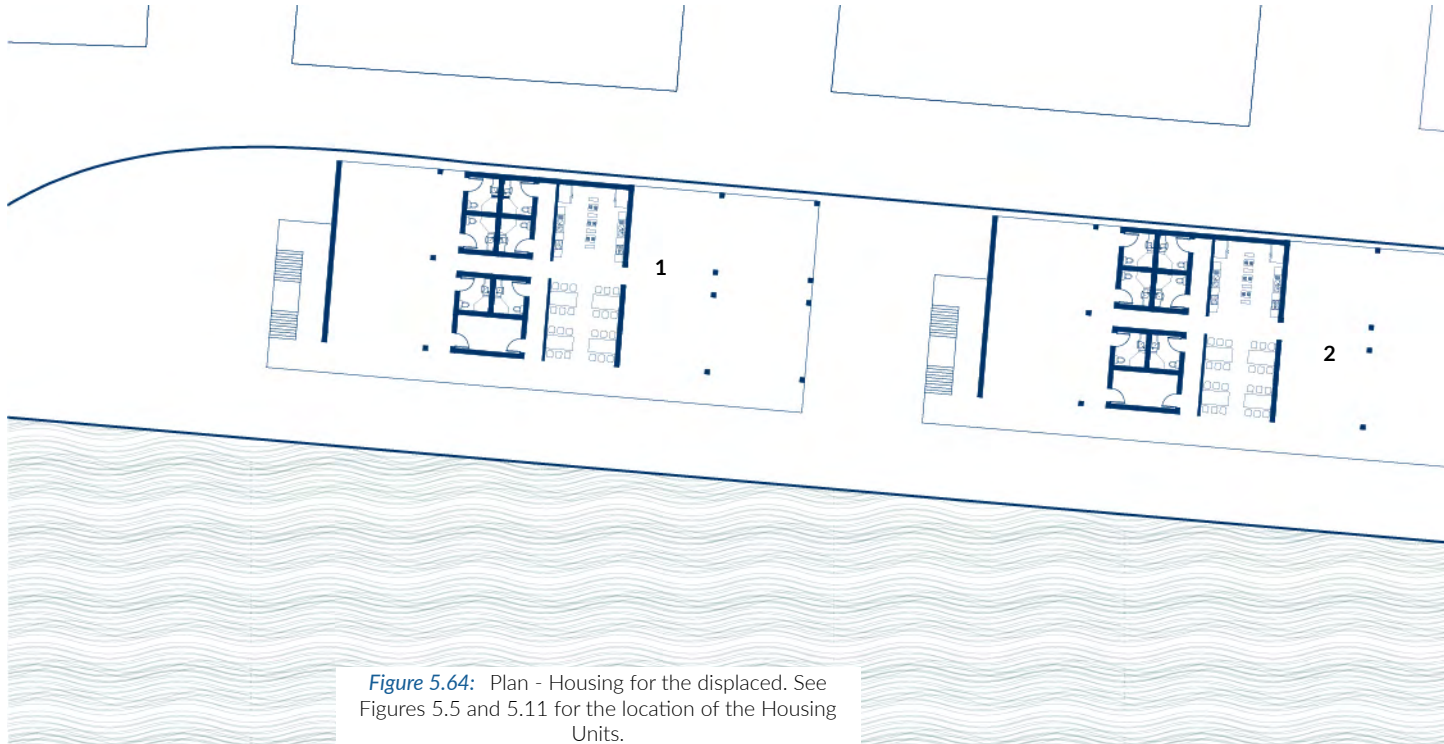 1
2
Figure 5.64: Plan - Housing for the displaced. See
Figures 5.5 and 5.11 for the location of the Housing
Units.